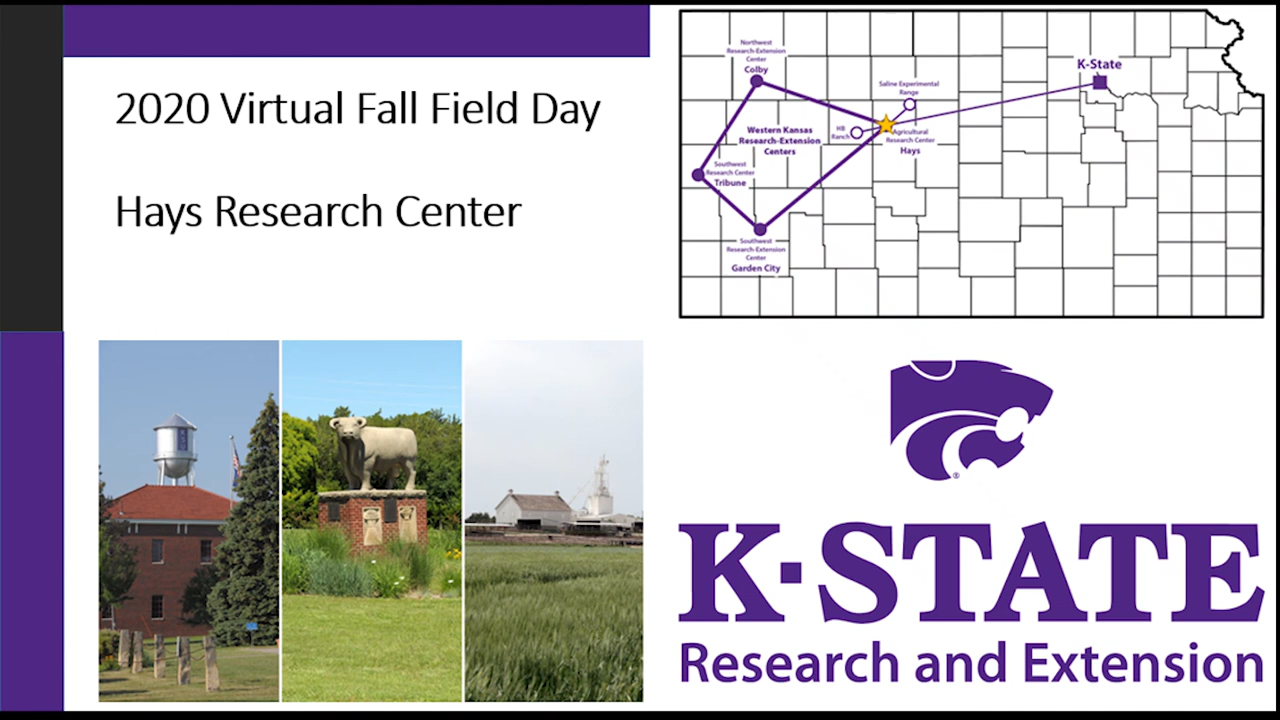 2020 Virtual Fall Field Day
Hays Research Center
Northwest
Research-Extension
Center
Colby
K-State
Saline Experimental
Range
Western Kansas
Research-Extension
Centers
HB
Ranch
Agricultural
Research Center
Hays
Southwest
Research Center
Tribune
Southwest
Research-Extension
Center
Garden City
®
K·STATE
Research and Extension